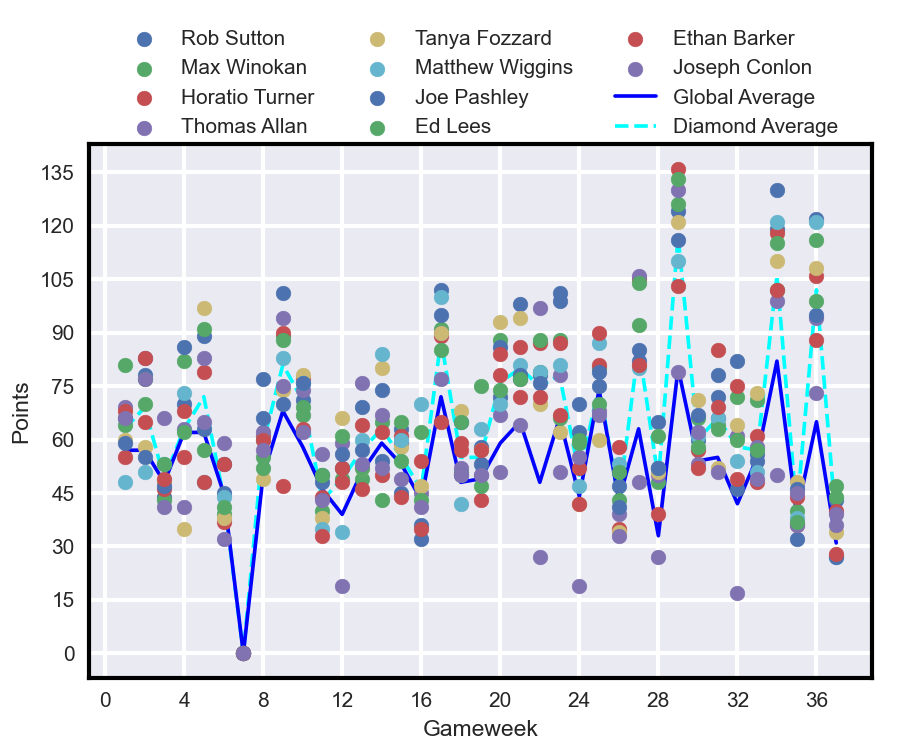 Rob Sutton
Max Winokan
Horatio Turner
Thomas Allan
Tanya Fozzard
Matthew Wiggins
Joe Pashley
Ed Lees
Ethan Barker
Joseph Conlon
Global Average
Diamond Average
135
120
105
90
75
60
45
30
15
0
Points
0 4 8 12 16 20 24 28 32 36
Gameweek